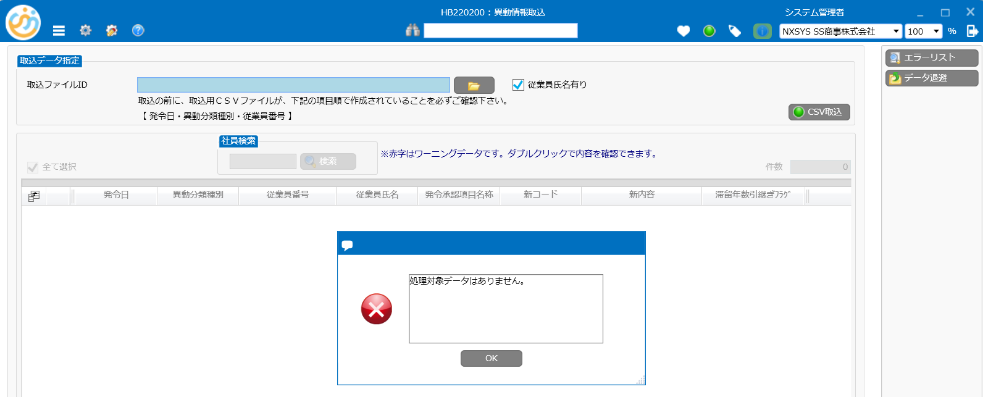 HB220200：異動情報取込
システム管理者
NXSYS SS商事株式会社
100
%
取込データ指定
取込ファイルID
従業員氏名有り
取込の前に、取込用ＣＳＶファイルが、下記の項目順で作成されていることを必ずご確認下さい。
【 発令日・異動分類種別・従業員番号 】
CSV取込
エラーリスト
データ退避
社員検索
全て選択
検索
※赤字はワーニングデータです。ダブルクリックで内容を確認できます。
件数
0
発令日
異動分類種別
従業員番号
従業員氏名
発令承認項目名称
新コード
新内容
滞留年数引継ぎﾌﾗｸﾞ
処理対象データはありません。
OK